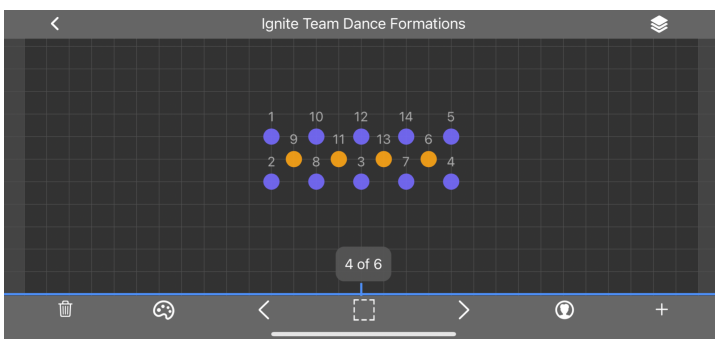 Ignite Team Dance Formations
1 10 12 14 5
9 11 13 6
2 8 3 7 4
4 of 6